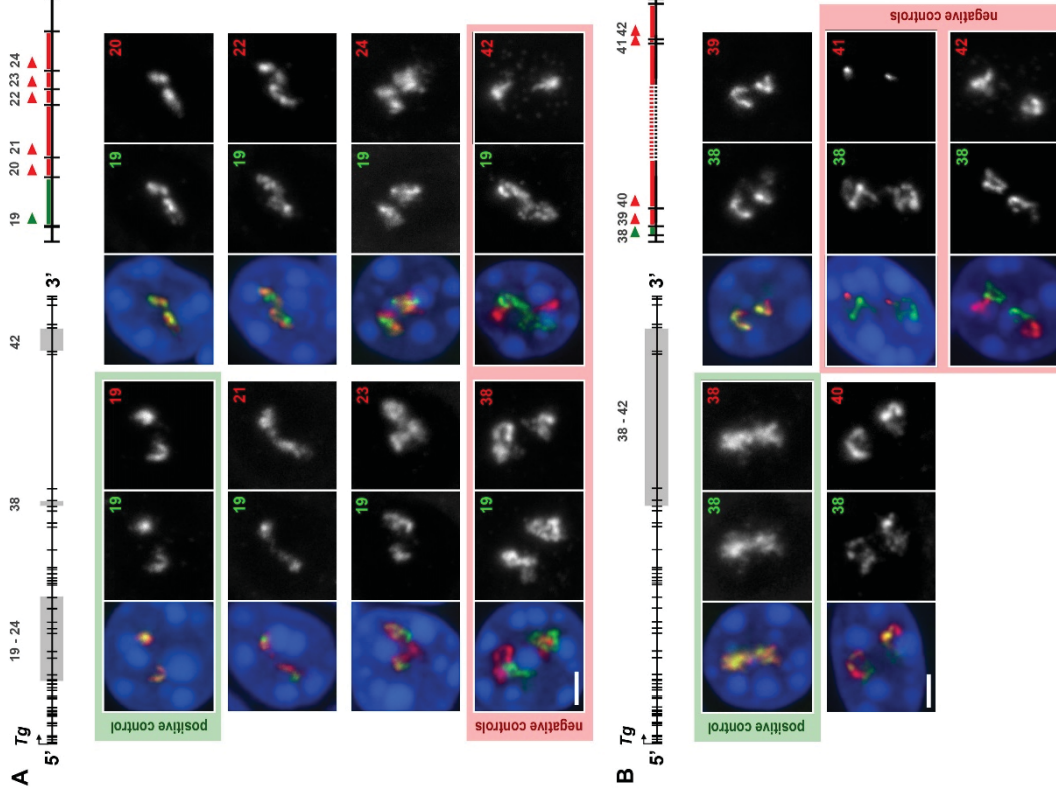 A
Tg 19 - 24 38 42 19 20 21 22 23 24
5' 3'
positive control
19 19 19 20
19 21 19 22
19 23 19 24
negative controls
19 38 19 42
B
Tg 38 - 42 38 39 40 41 42
5' 3'
positive control
38 38 38 39
38 40 38 41
38 42
negative controls